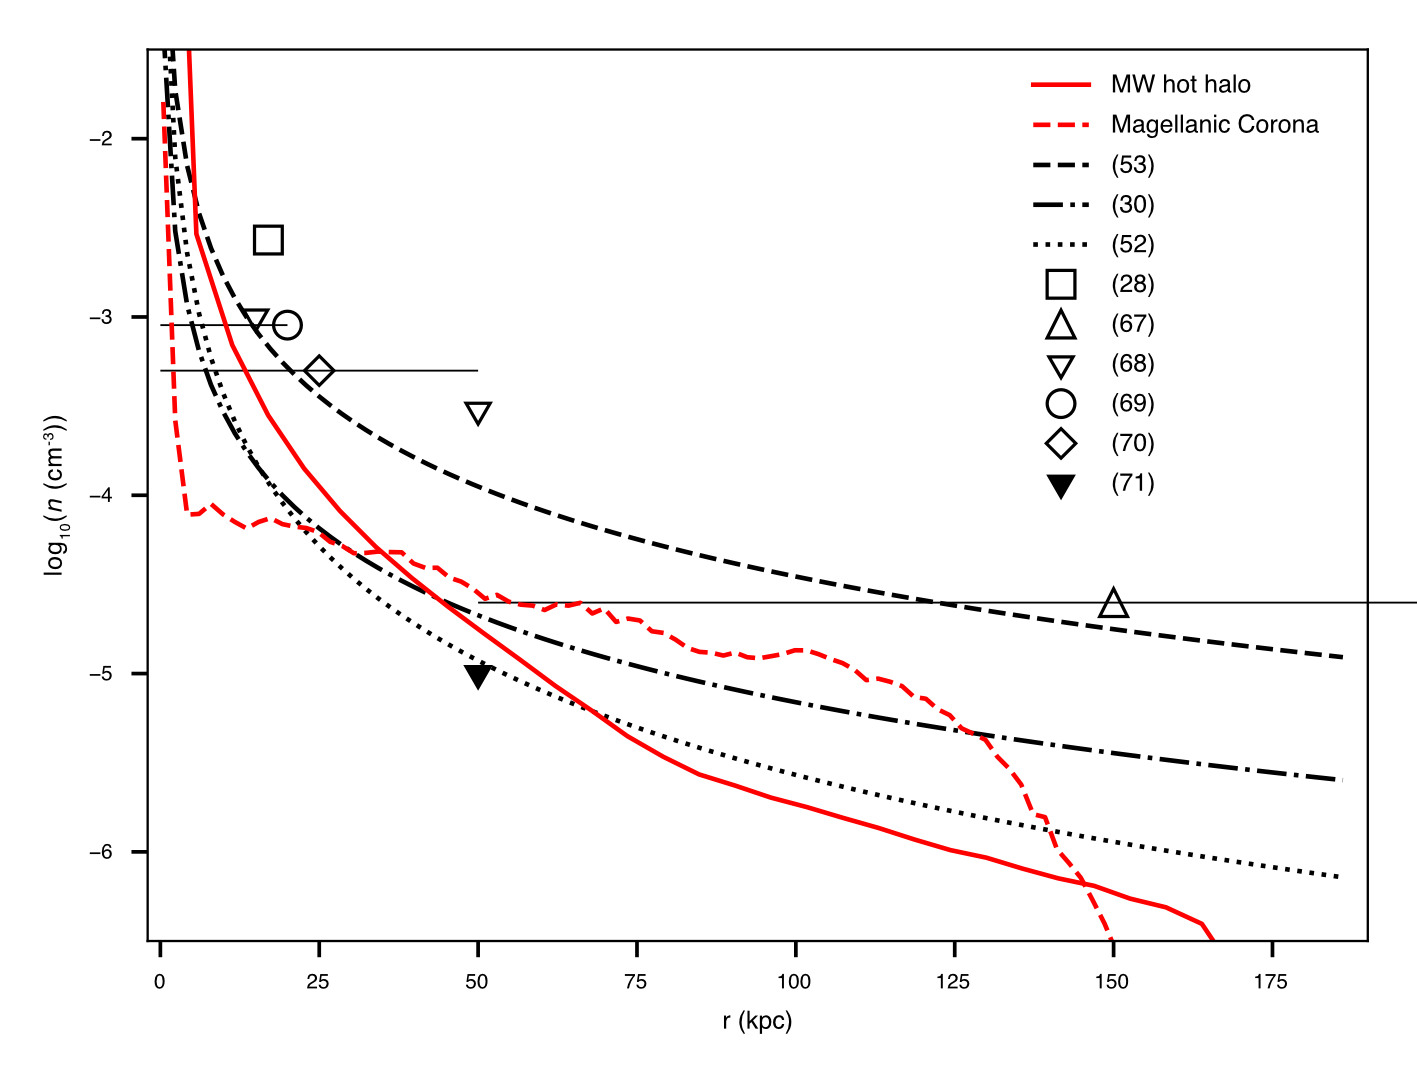 MW hot halo
Magellanic Corona
(53)
(30)
(52)
(28)
(67)
(68)
(69)
(70)
(71)
−2
−3
−4
−5
−6
log₁₀(n (cm⁻³))
0 25 50 75 100 125 150 175
r (kpc)